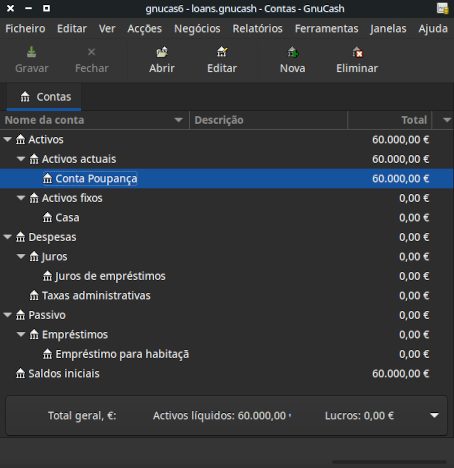 gnucas6 - loans.gnucash - Contas - GnuCash
Ficheiro Editar Ver Acções Negócios Relatórios Ferramentas Janelas Ajuda
Gravar Fechar Abrir Editar Nova Eliminar
Contas
Nome da conta Descrição Total
Activos 60.000,00 €
Activos actuais 60.000,00 €
Conta Poupança 60.000,00 €
Activos fixos 0,00 €
Casa 0,00 €
Despesas 0,00 €
Juros 0,00 €
Juros de empréstimos 0,00 €
Taxas administrativas 0,00 €
Passivo 0,00 €
Empréstimos 0,00 €
Empréstimo para habitaçã 0,00 €
Saldos iniciais 60.000,00 €
Total geral, €: Activos líquidos: 60.000,00 Lucros: 0,00 €